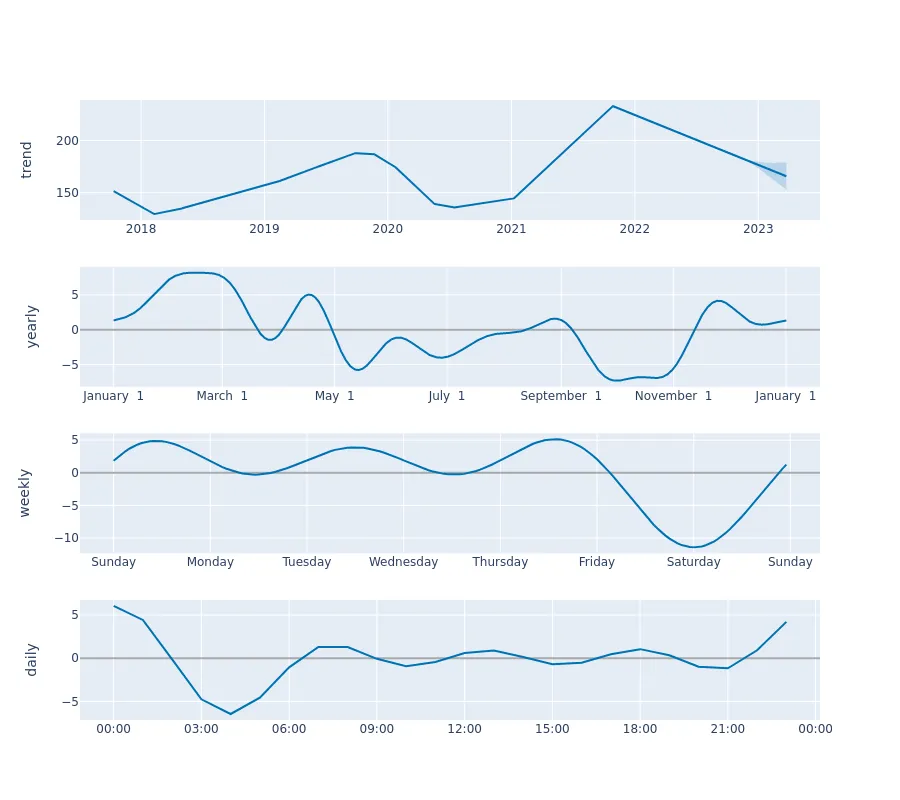 trend
200
150
2018 2019 2020 2021 2022 2023
yearly
5
0
−5
January 1 March 1 May 1 July 1 September 1 November 1 January 1
weekly
5
0
−5
−10
Sunday Monday Tuesday Wednesday Thursday Friday Saturday Sunday
daily
5
0
−5
00:00 03:00 06:00 09:00 12:00 15:00 18:00 21:00 00:00